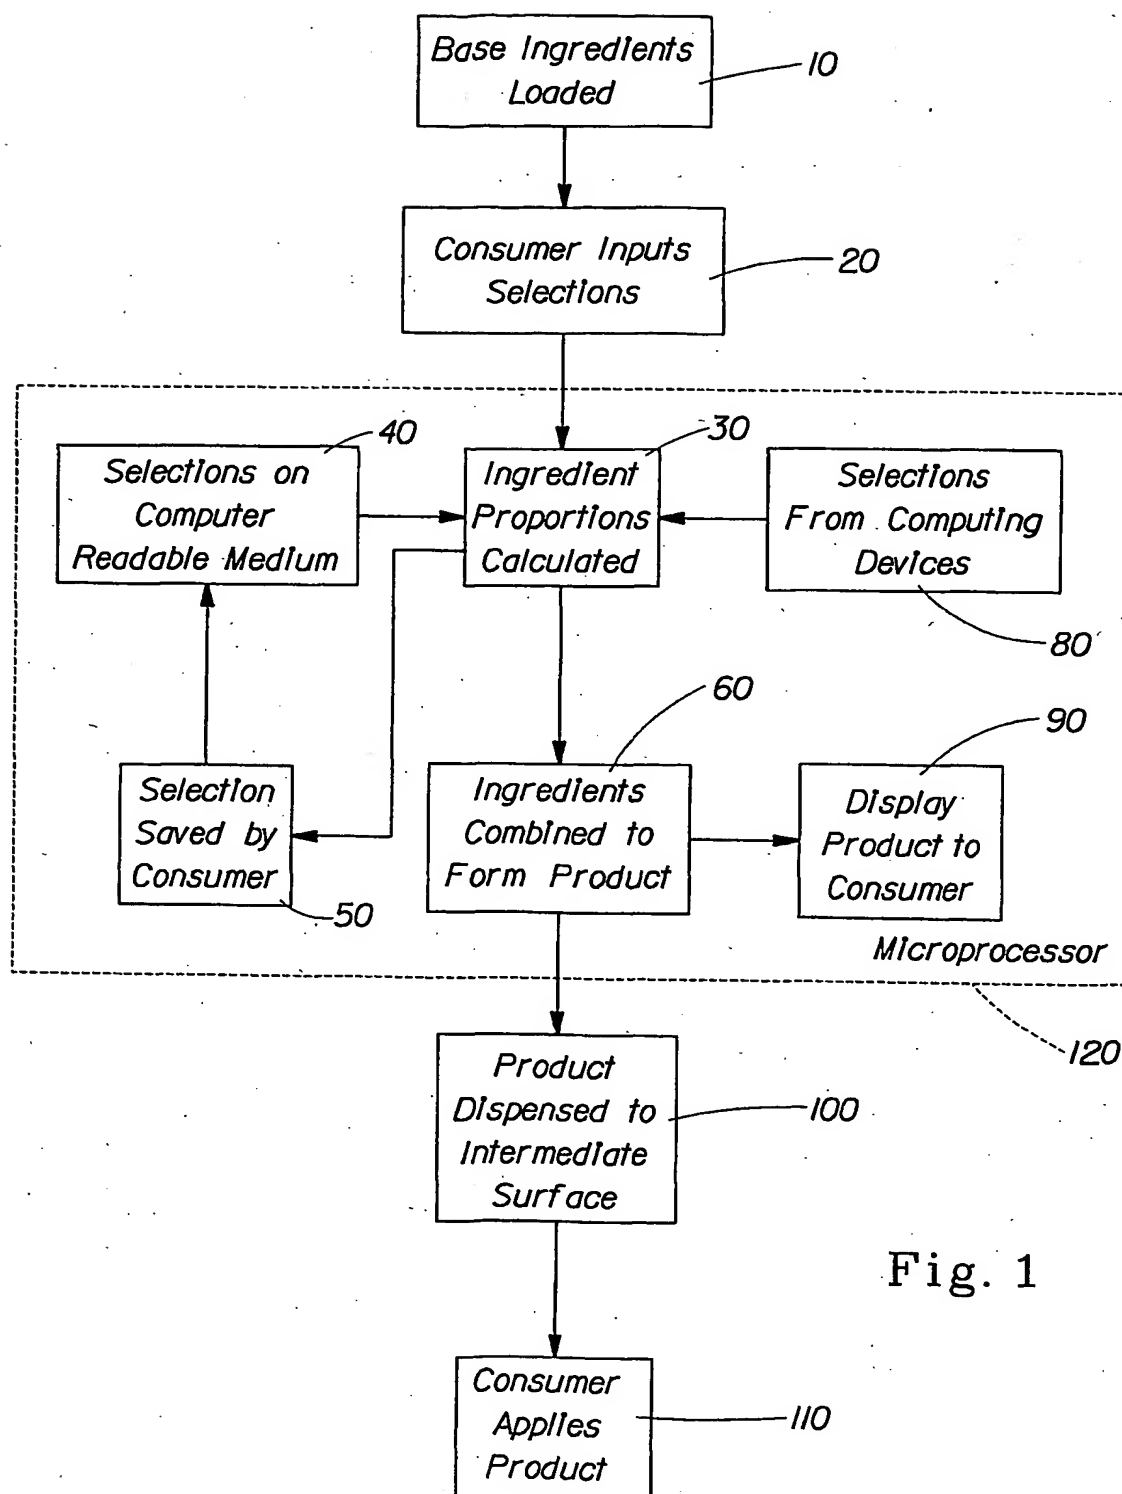 Base Ingredients
Loaded
10
Consumer Inputs
Selections
20
40
30
Selections on
Computer
Readable Medium
Ingredient
Proportions
Calculated
Selections
From Computing
Devices
80
60
90
Selection
Saved by
Consumer
50
Ingredients
Combined to
Form Product
Display
Product to
Consumer
Microprocessor
120
Product
Dispensed to
Intermediate
Surface
100
Fig. 1
Consumer
Applies
Product
110